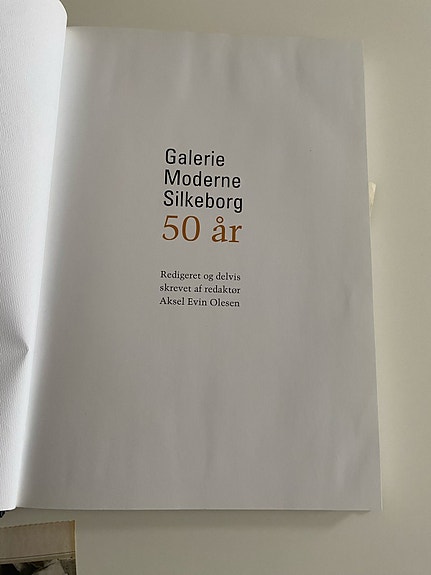 Galerie
Moderne
Silkeborg
50 år
Redigeret og delvis
skrevet af redaktør
Aksel Evin Olesen